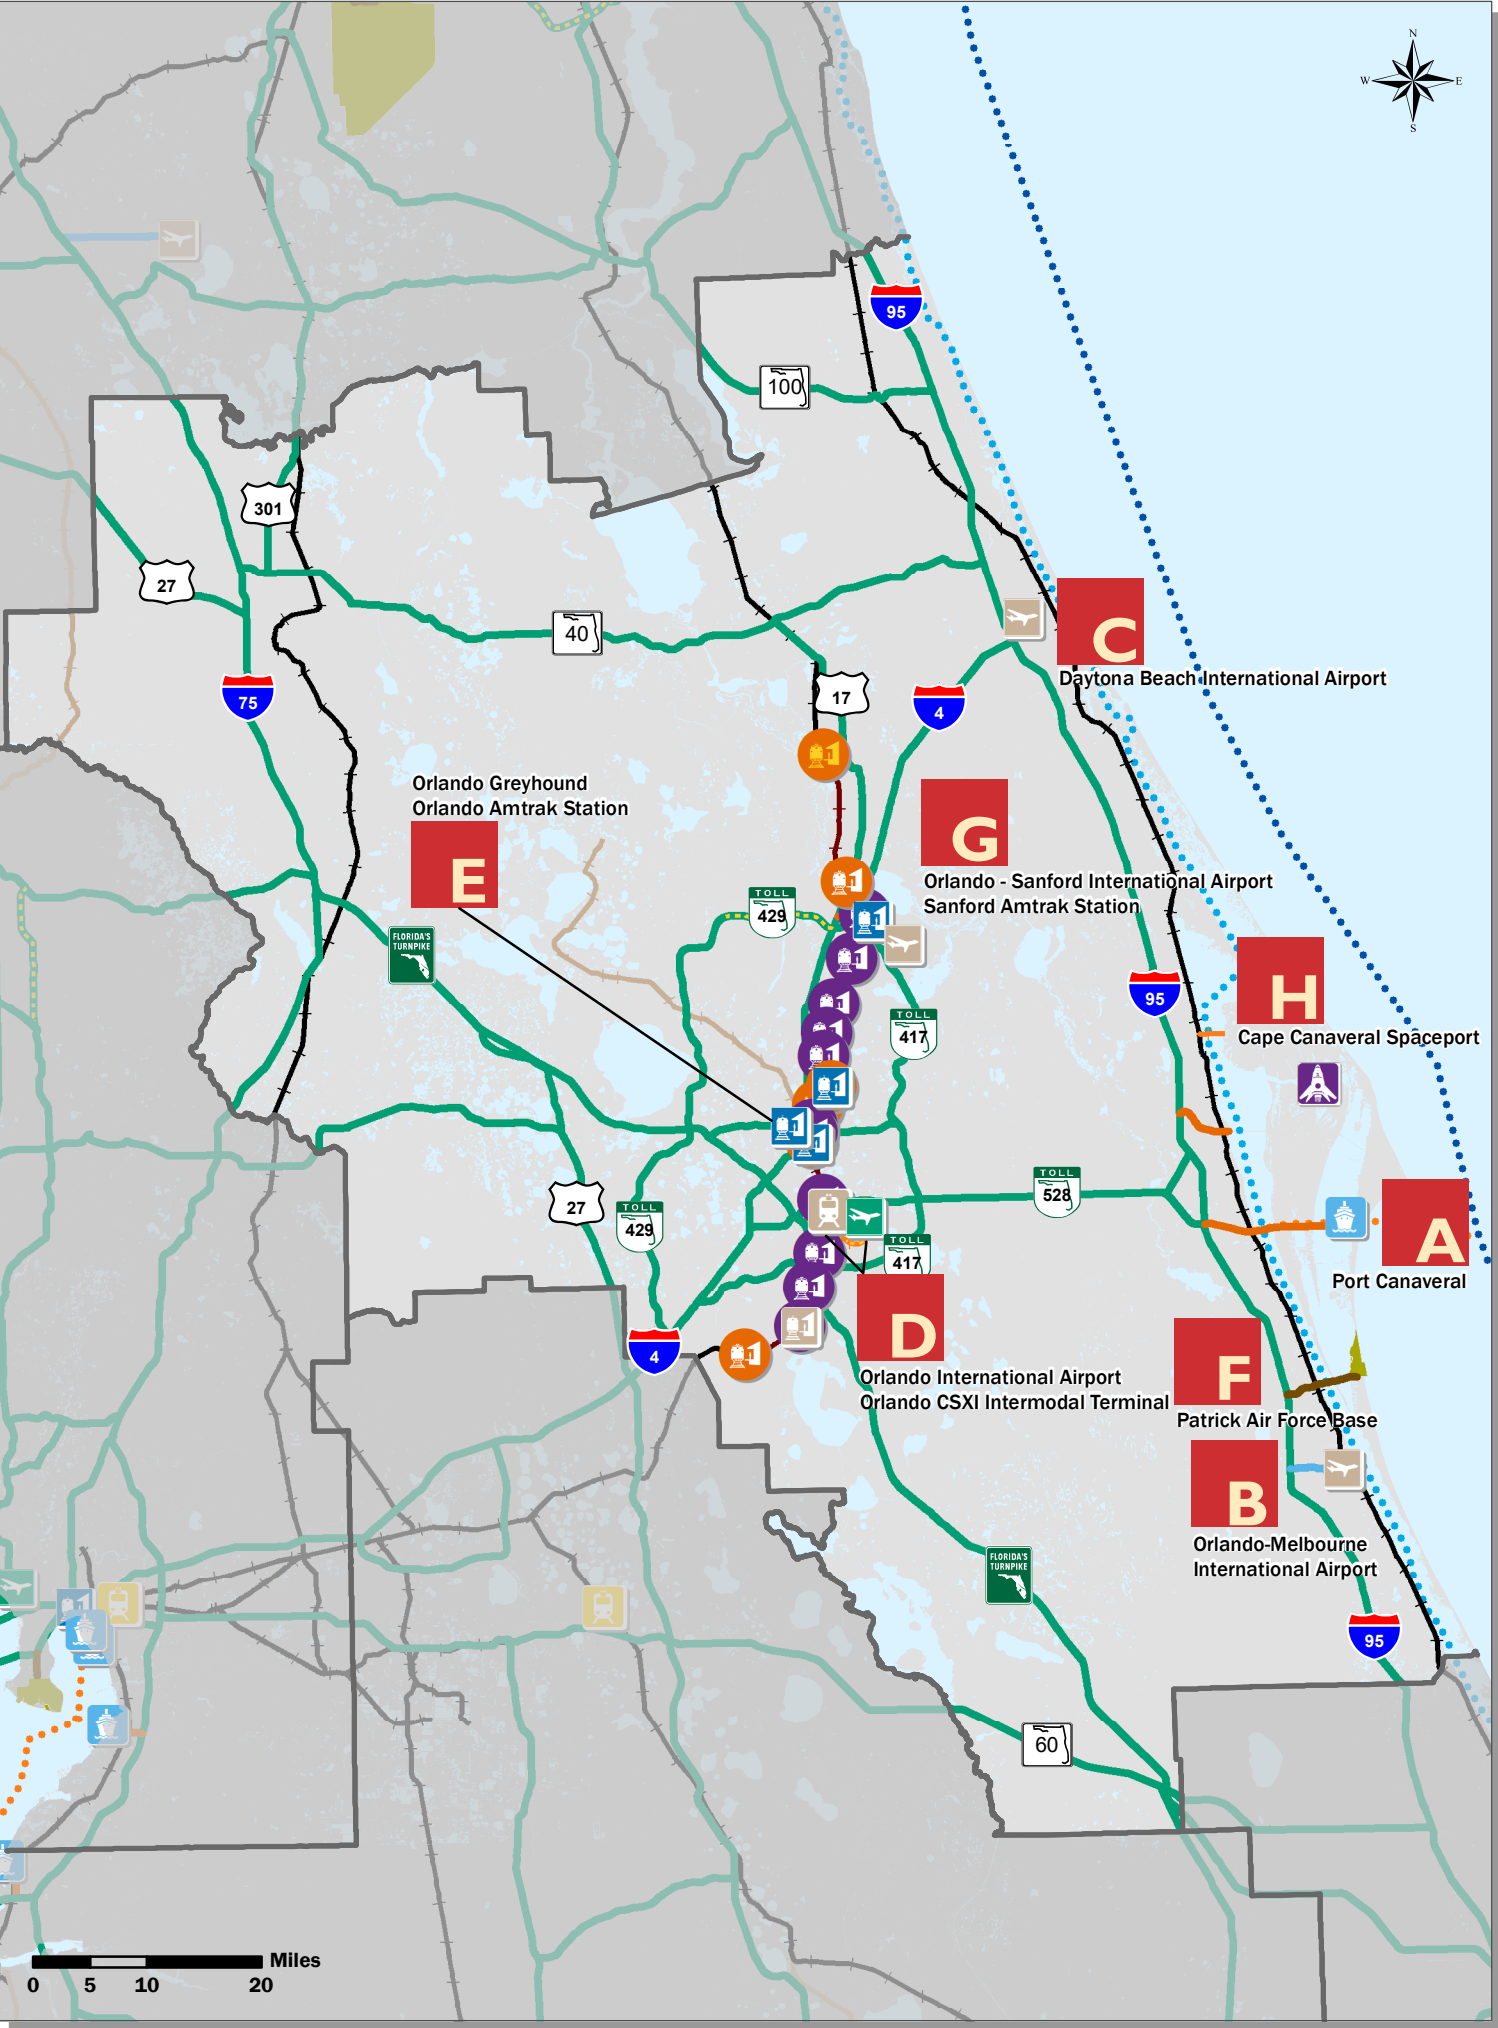 N
W E
S
95
100
301
27
40
C
Daytona Beach International Airport
75
17
4
Orlando Greyhound
Orlando Amtrak Station
E
G
Orlando - Sanford International Airport
Sanford Amtrak Station
TOLL
429
FLORIDA'S
TURNPIKE
H
95
TOLL
417
Cape Canaveral Spaceport
27
TOLL
429
TOLL
528
A
TOLL
417
Port Canaveral
D
4
F
Orlando International Airport
Orlando CSXI Intermodal Terminal
Patrick Air Force Base
B
Orlando-Melbourne
International Airport
FLORIDA'S
TURNPIKE
95
60
Miles
0 5 10 20